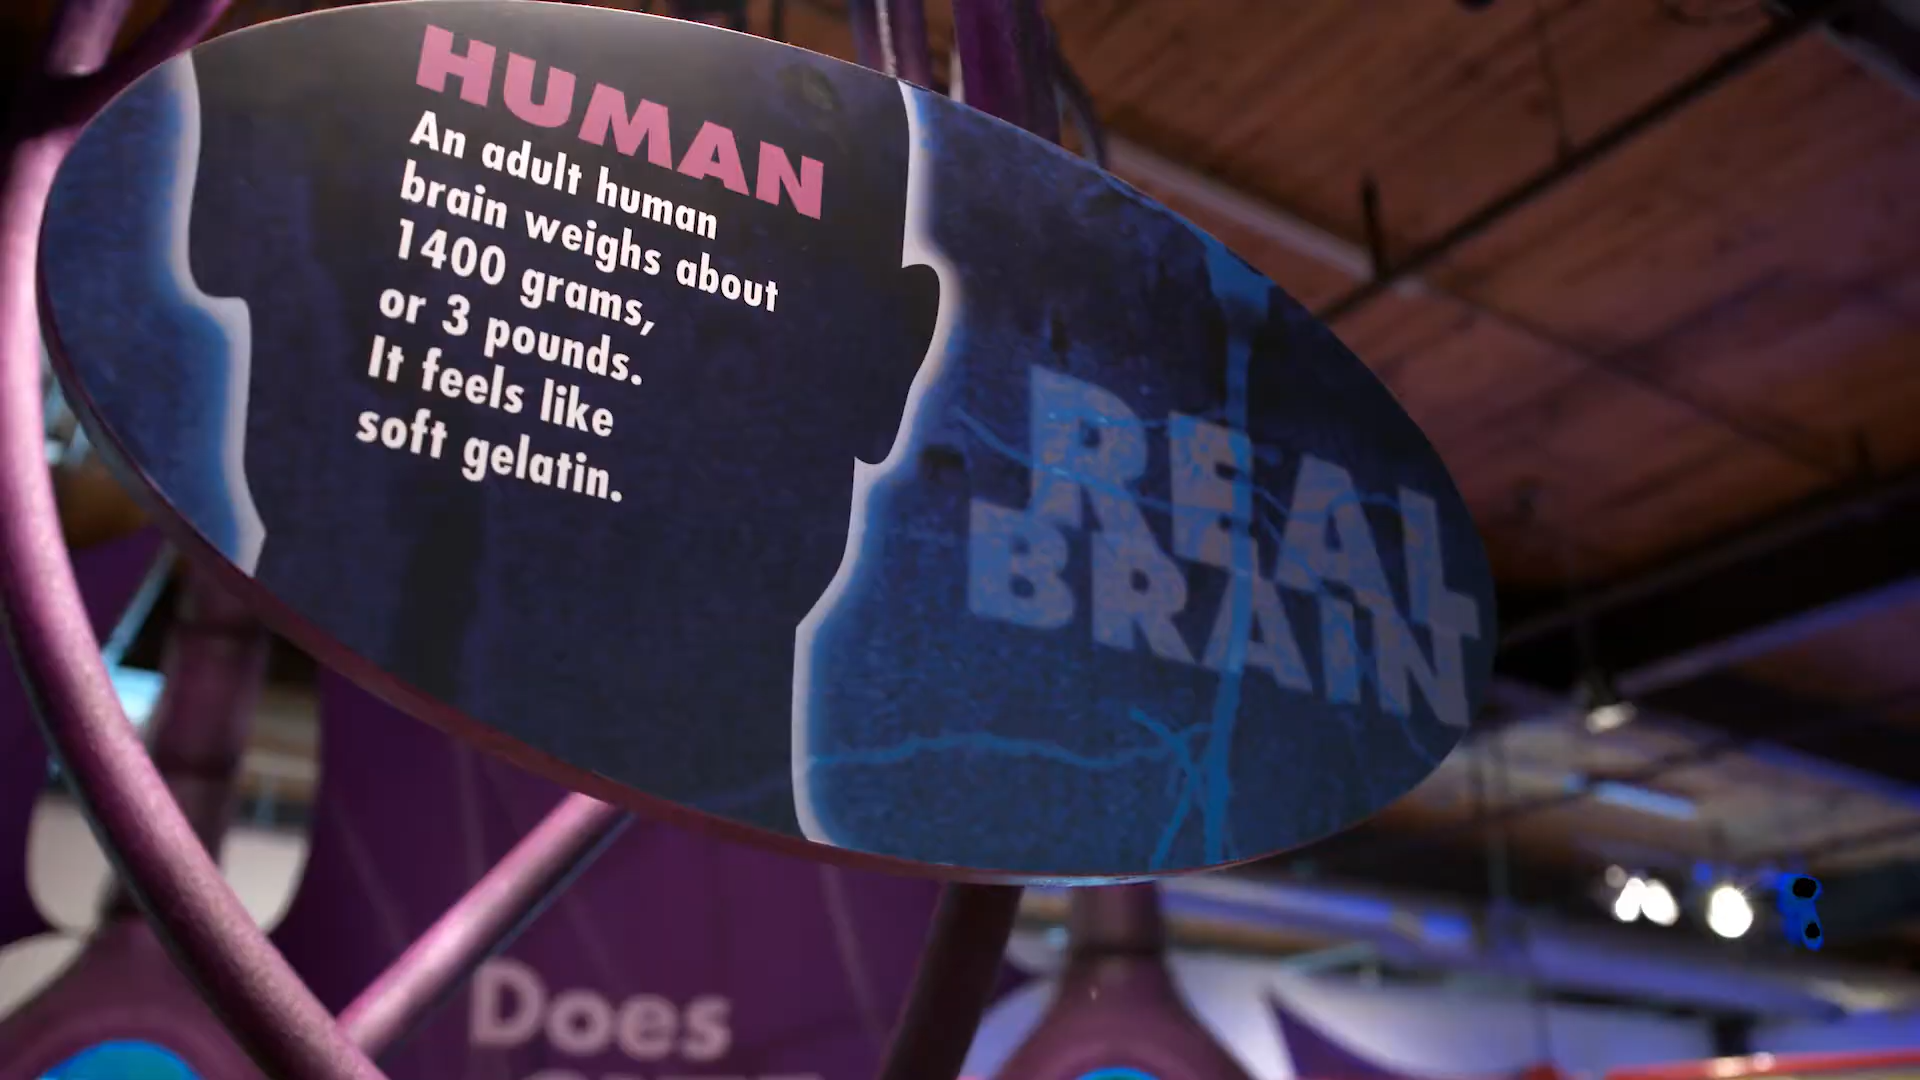 HUMAN
An adult human
brain weighs about
1400 grams,
or 3 pounds.
It feels like
soft gelatin.
REAL
BRAIN
Does